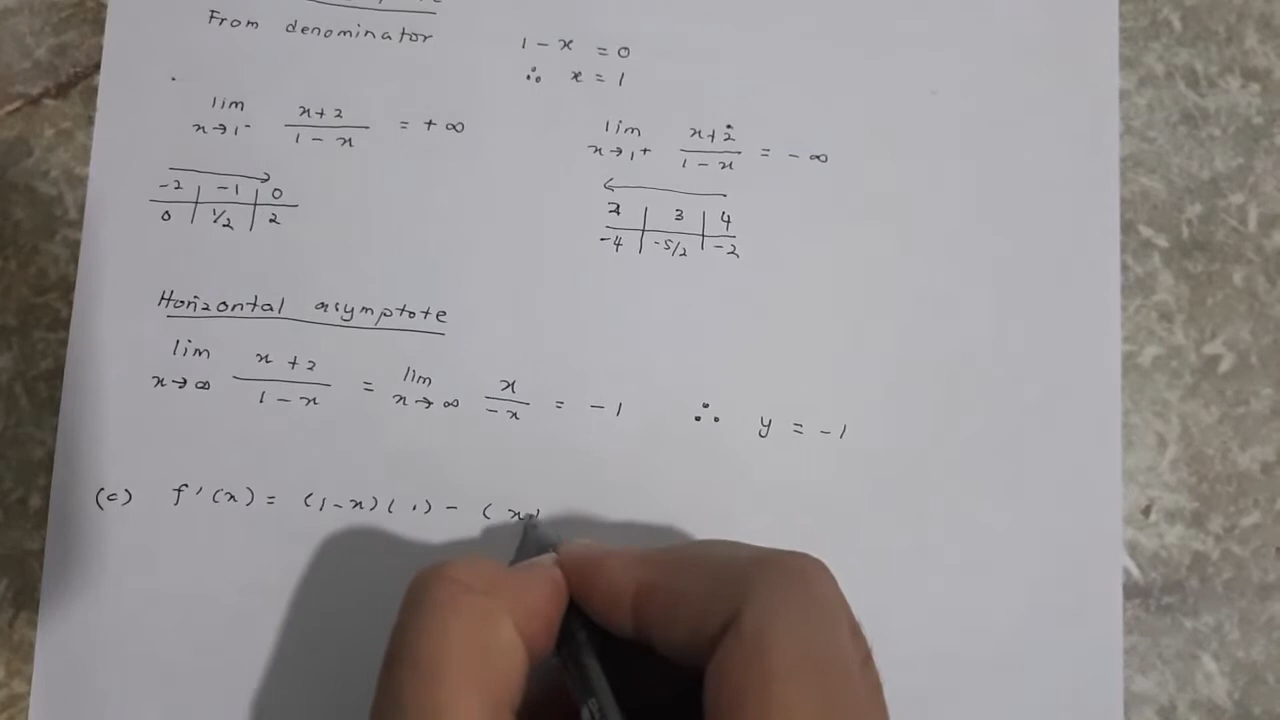 From denominator
1 - x = 0
∴ x = 1
lim x→1⁻ (x+2)/(1-x) = +∞
lim x→1⁺ (x+2)/(1-x) = -∞
-2 | -1 | 0
0 | 1/2 | 2
2 | 3 | 4
-4 | -5/2 | -2
Horizontal asymptote
lim x→∞ (x+2)/(1-x) = lim x→∞ x/-x = -1 ∴ y = -1
(c) f'(x) = (1-x)(1) - (x